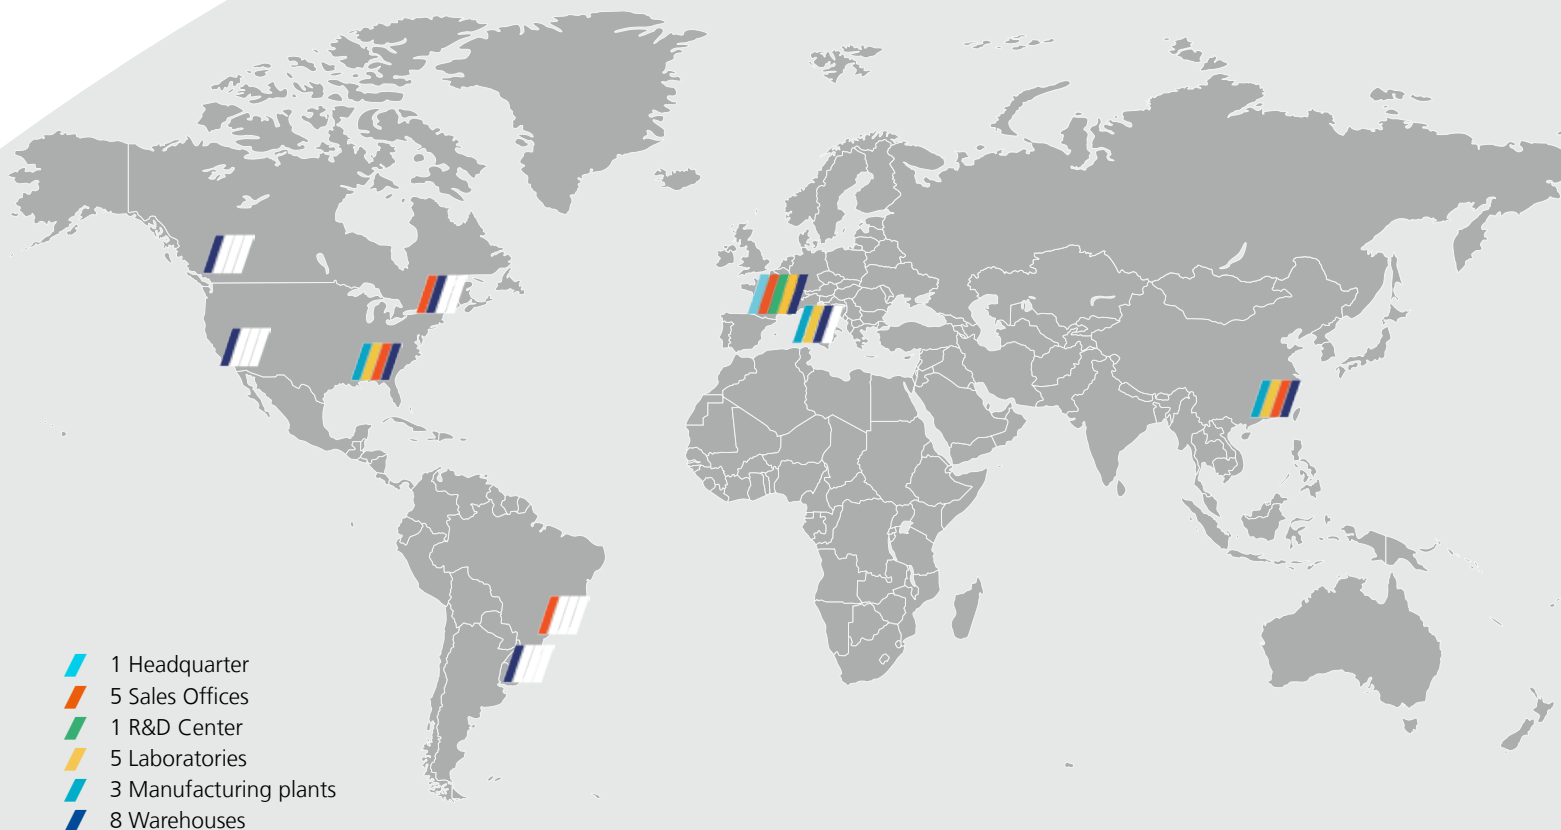 1 Headquarter
5 Sales Offices
1 R&D Center
5 Laboratories
3 Manufacturing plants
8 Warehouses